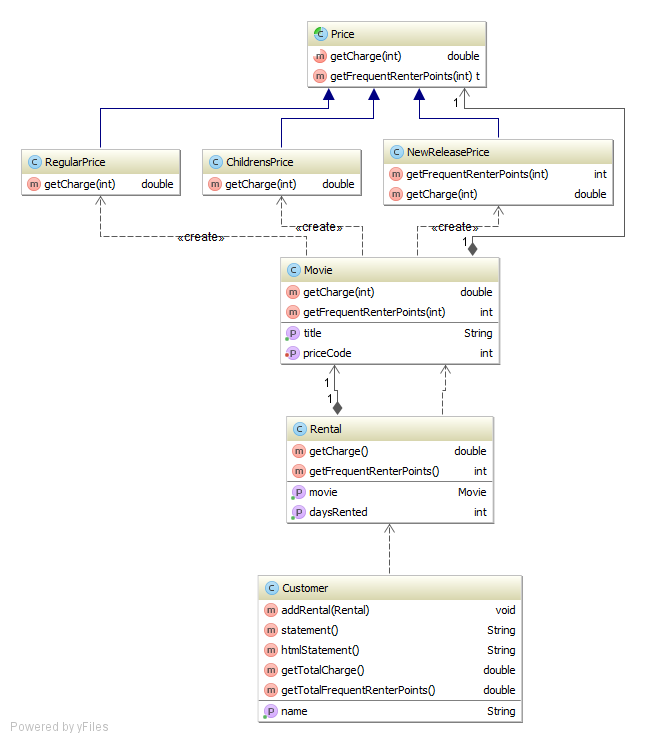 Price
getCharge(int) double
getFrequentRenterPoints(int) t
1
RegularPrice
getCharge(int) double
ChildrensPrice
getCharge(int) double
NewReleasePrice
getFrequentRenterPoints(int) int
getCharge(int) double
«create»
«create»
«create»
1
Movie
getCharge(int) double
getFrequentRenterPoints(int) int
title String
priceCode int
1
1
Rental
getCharge() double
getFrequentRenterPoints() int
movie Movie
daysRented int
Customer
addRental(Rental) void
statement() String
htmlStatement() String
getTotalCharge() double
getTotalFrequentRenterPoints() double
name String
Powered by yFiles